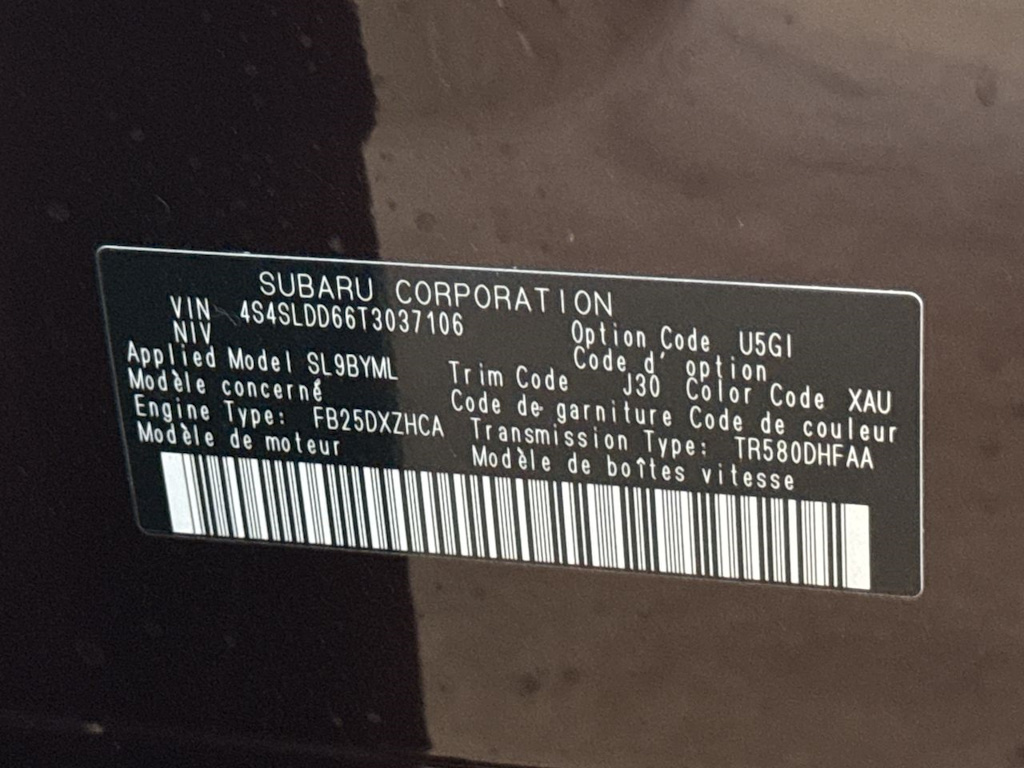 SUBARU CORPORATION
VIN 4S4SLDD66T3037106 Option Code U5GI
NIV Code d' option
Applied Model SL9BYML Trim Code J30 Color Code XAU
Modèle concerné Code de garniture Code de couleur
Engine Type: FB25DXZHCA Transmission Type: TR580DHFAA
Modèle de moteur Modèle de boîtes vitesse